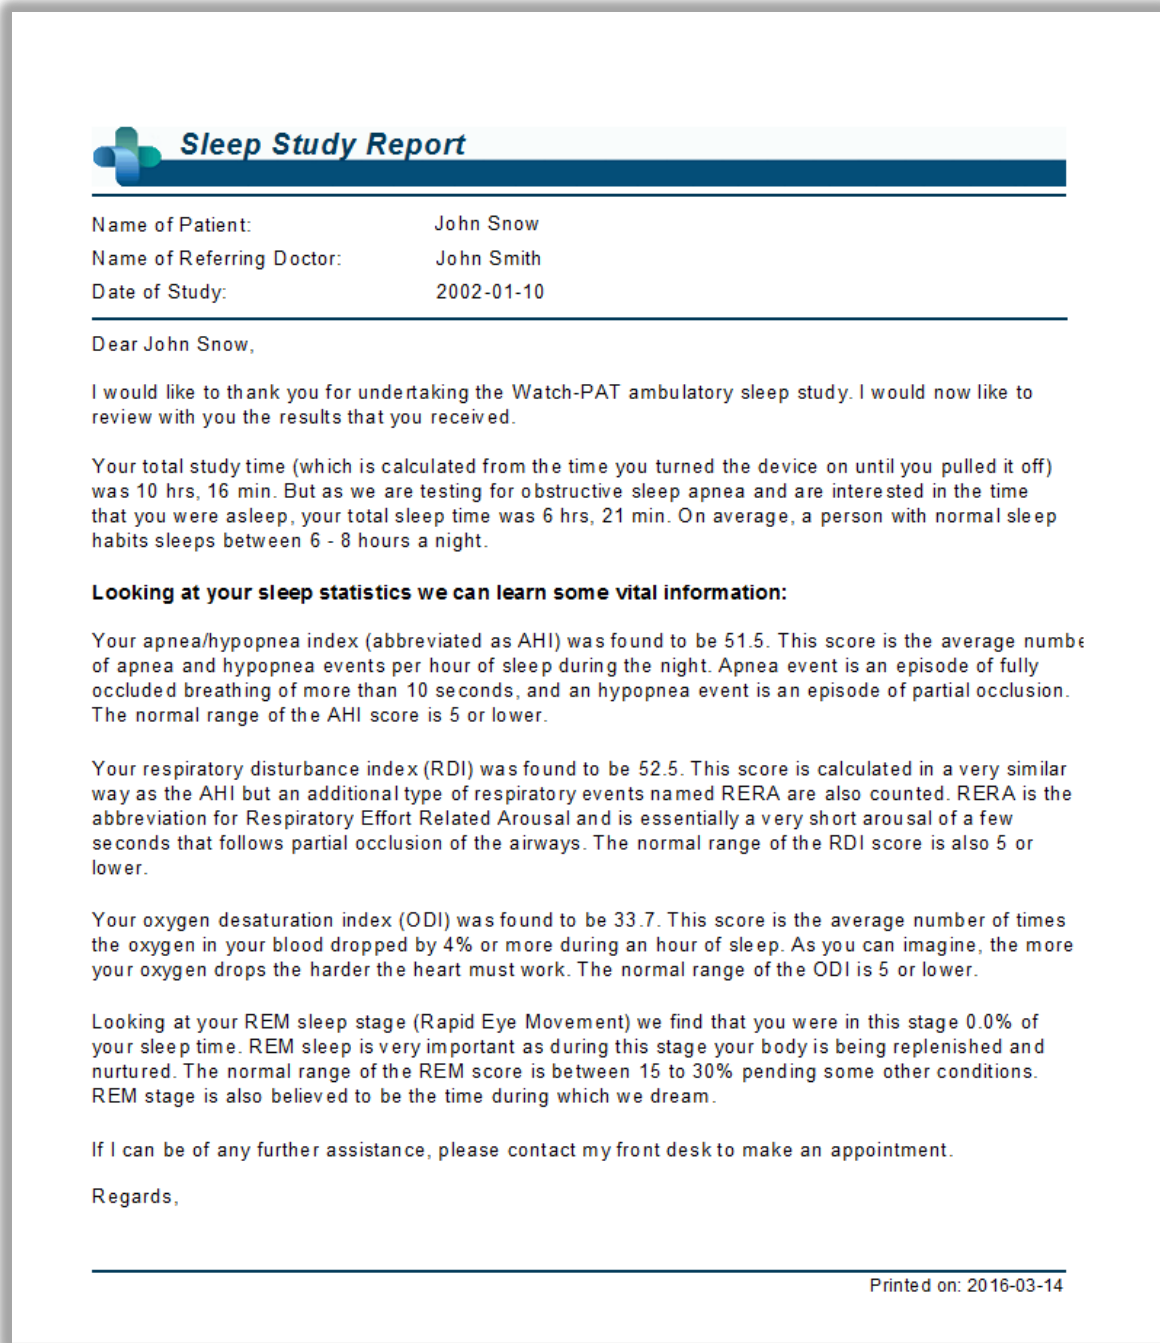 Sleep Study Report
Name of Patient: John Snow
Name of Referring Doctor: John Smith
Date of Study: 2002-01-10
Dear John Snow,
I would like to thank you for undertaking the Watch-PAT ambulatory sleep study. I would now like to
review with you the results that you received.
Your total study time (which is calculated from the time you turned the device on until you pulled it off)
was 10 hrs, 16 min. But as we are testing for obstructive sleep apnea and are interested in the time
that you were asleep, your total sleep time was 6 hrs, 21 min. On average, a person with normal sleep
habits sleeps between 6 - 8 hours a night.
Looking at your sleep statistics we can learn some vital information:
Your apnea/hypopnea index (abbreviated as AHI) was found to be 51.5. This score is the average numbe
of apnea and hypopnea events per hour of sleep during the night. Apnea event is an episode of fully
occluded breathing of more than 10 seconds, and an hypopnea event is an episode of partial occlusion.
The normal range of the AHI score is 5 or lower.
Your respiratory disturbance index (RDI) was found to be 52.5. This score is calculated in a very similar
way as the AHI but an additional type of respiratory events named RERA are also counted. RERA is the
abbreviation for Respiratory Effort Related Arousal and is essentially a very short arousal of a few
seconds that follows partial occlusion of the airways. The normal range of the RDI score is also 5 or
lower.
Your oxygen desaturation index (ODI) was found to be 33.7. This score is the average number of times
the oxygen in your blood dropped by 4% or more during an hour of sleep. As you can imagine, the more
your oxygen drops the harder the heart must work. The normal range of the ODI is 5 or lower.
Looking at your REM sleep stage (Rapid Eye Movement) we find that you were in this stage 0.0% of
your sleep time. REM sleep is very important as during this stage your body is being replenished and
nurtured. The normal range of the REM score is between 15 to 30% pending some other conditions.
REM stage is also believed to be the time during which we dream.
If I can be of any further assistance, please contact my front desk to make an appointment.
Regards,
Printed on: 2016-03-14